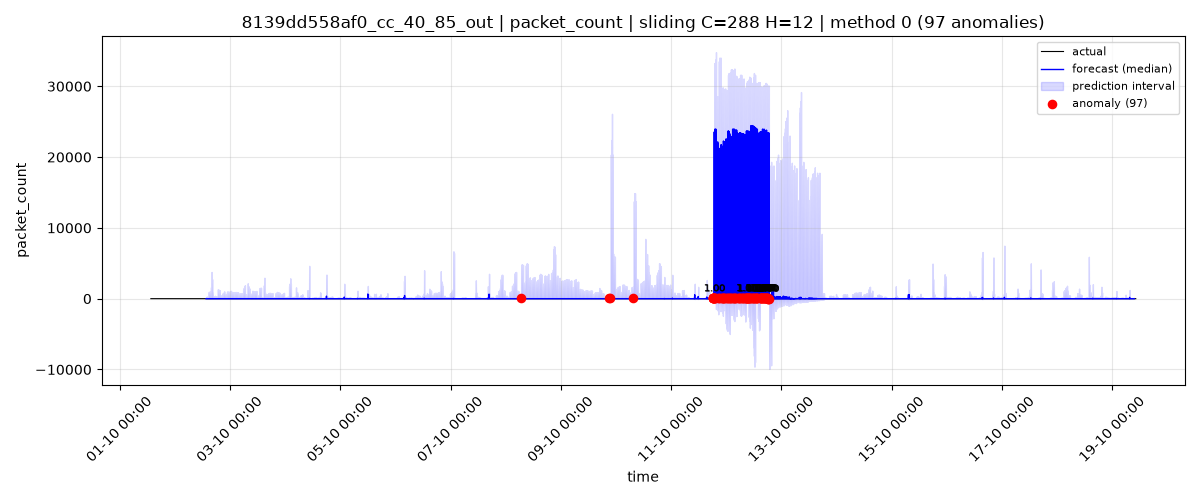 8139dd558af0_cc_40_85_out | packet_count | sliding C=288 H=12 | method 0 (97 anomalies)
actual
forecast (median)
prediction interval
anomaly (97)
packet_count
30000
20000
10000
0
−10000
1.00
01-10 00:00
03-10 00:00
05-10 00:00
07-10 00:00
09-10 00:00
11-10 00:00
13-10 00:00
15-10 00:00
17-10 00:00
19-10 00:00
time